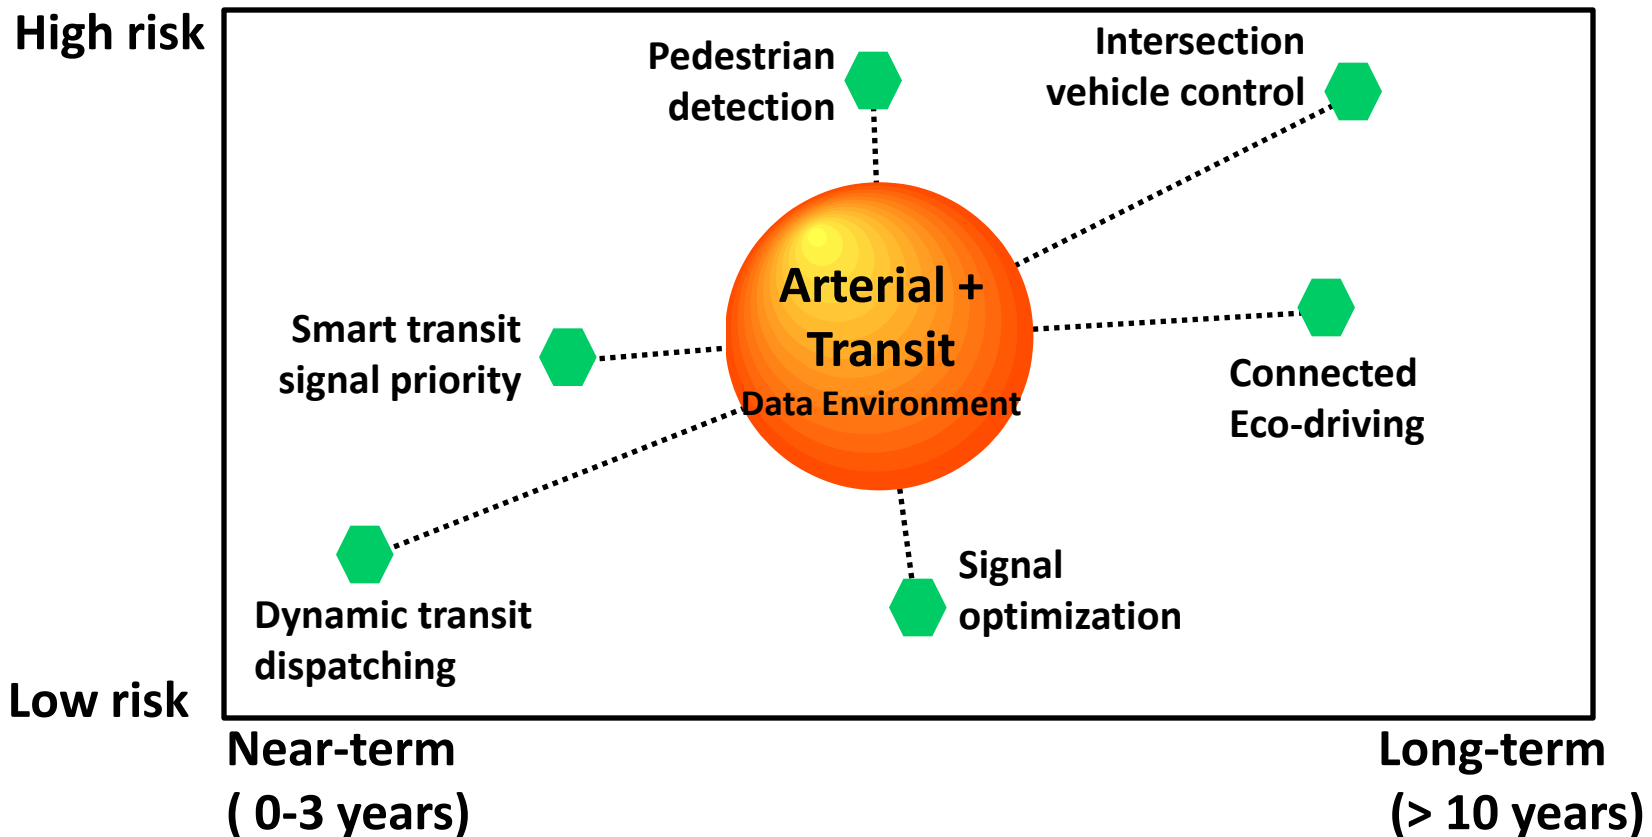 High risk
Pedestrian
detection
Intersection
vehicle control
Arterial +
Transit
Data Environment
Smart transit
signal priority
Connected
Eco-driving
Dynamic transit
dispatching
Signal
optimization
Low risk
Near-term
( 0-3 years)
Long-term
(> 10 years)